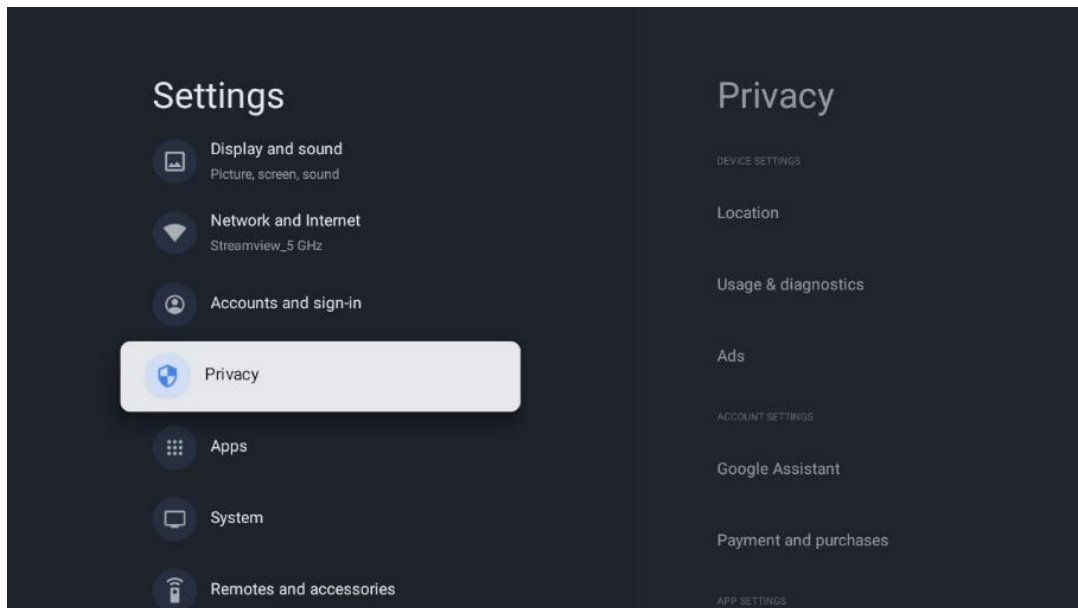 Settings
Display and sound
Picture, screen, sound
Network and Internet
Streamview_5 GHz
Accounts and sign-in
Privacy
Apps
System
Remotes and accessories
Privacy
DEVICE SETTINGS
Location
Usage & diagnostics
Ads
ACCOUNT SETTINGS
Google Assistant
Payment and purchases
APP SETTINGS